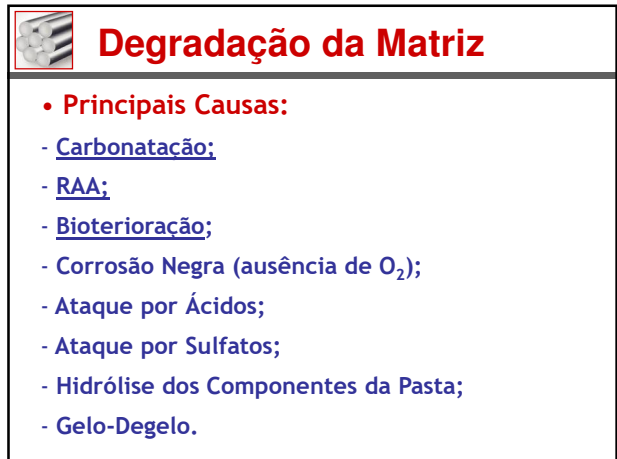 Degradação da Matriz
• Principais Causas:
- Carbonatação;
- RAA;
- Bioterioração;
- Corrosão Negra (ausência de O₂);
- Ataque por Ácidos;
- Ataque por Sulfatos;
- Hidrólise dos Componentes da Pasta;
- Gelo-Degelo.